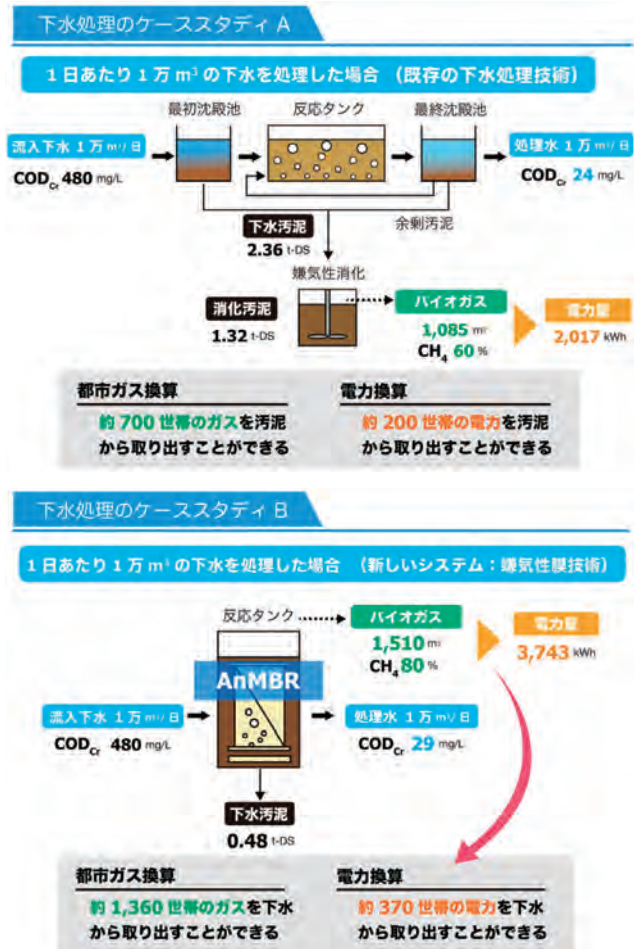 下水処理のケーススタディ A
1日あたり1万 m³ の下水を処理した場合 (既存の下水処理技術)
最初沈殿池
反応タンク
最終沈殿池
流入下水 1万 m³/日
CODCr 480 mg/L
処理水 1万 m³/日
CODCr 24 mg/L
下水汚泥
2.36 t-DS
余剰汚泥
嫌気性消化
消化汚泥
1.32 t-DS
バイオガス
1,085 m³
CH₄ 60 %
電力量
2,017 kWh
都市ガス換算
約 700 世帯のガスを汚泥
から取り出すことができる
電力換算
約 200 世帯の電力を汚泥
から取り出すことができる
下水処理のケーススタディ B
1日あたり1万 m³ の下水を処理した場合 (新しいシステム:嫌気性膜技術)
反応タンク
バイオガス
1,510 m³
CH₄ 80 %
電力量
3,743 kWh
AnMBR
流入下水 1万 m³/日
CODCr 480 mg/L
処理水 1万 m³/日
CODCr 29 mg/L
下水汚泥
0.48 t-DS
都市ガス換算
約 1,360 世帯のガスを下水
から取り出すことができる
電力換算
約 370 世帯の電力を下水
から取り出すことができる